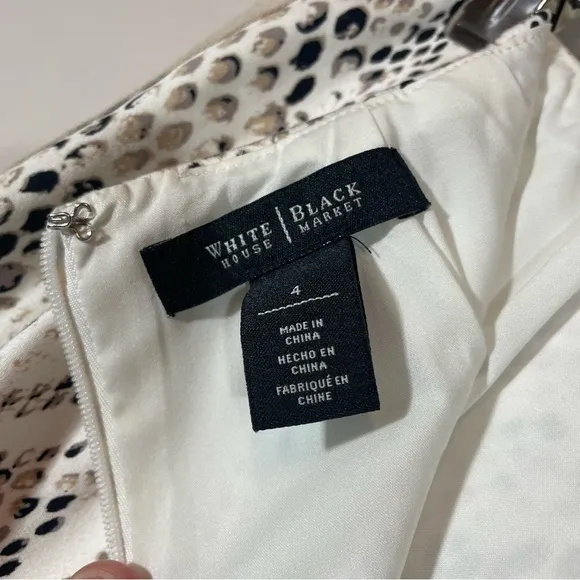 WHITE HOUSE | BLACK MARKET
4
MADE IN
CHINA
HECHO EN
CHINA
FABRIQUÉ EN
CHINE